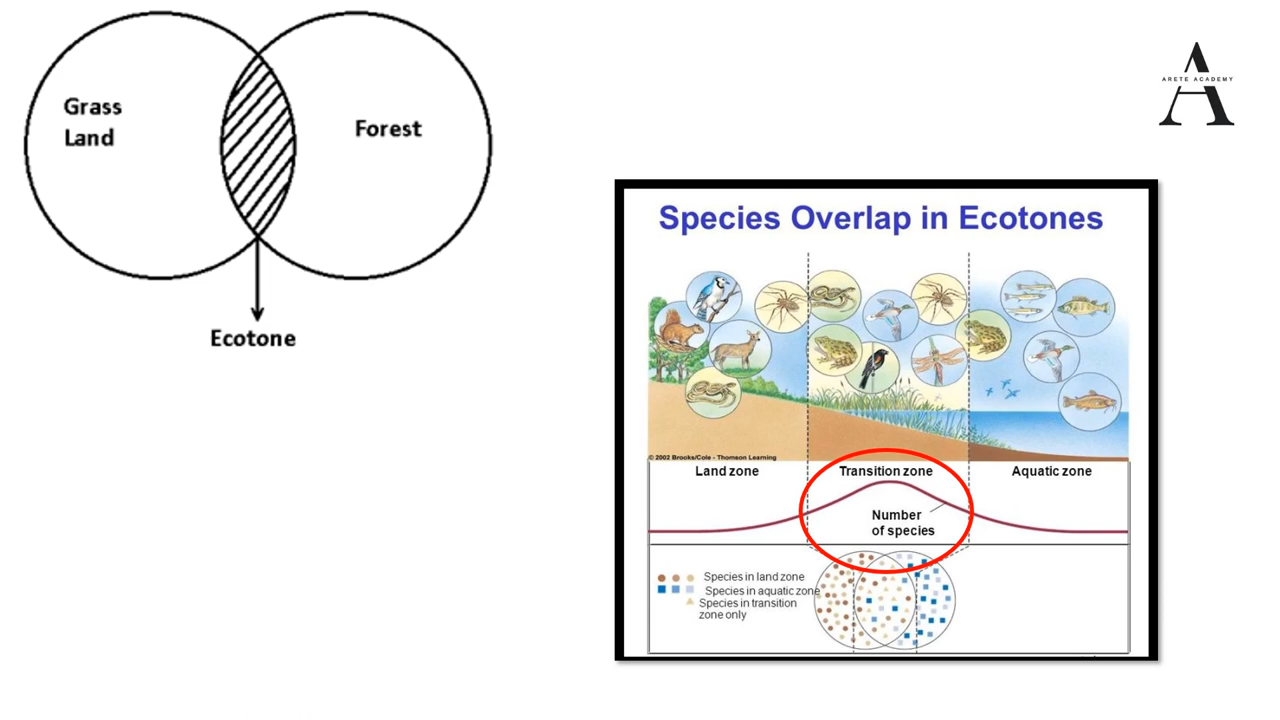 Grass
Land
Forest
Ecotone
ARETE ACADEMY
Species Overlap in Ecotones
© 2002 Brooks/Cole - Thomson Learning
Land zone
Transition zone
Aquatic zone
Number
of species
Species in land zone
Species in aquatic zone
Species in transition
zone only